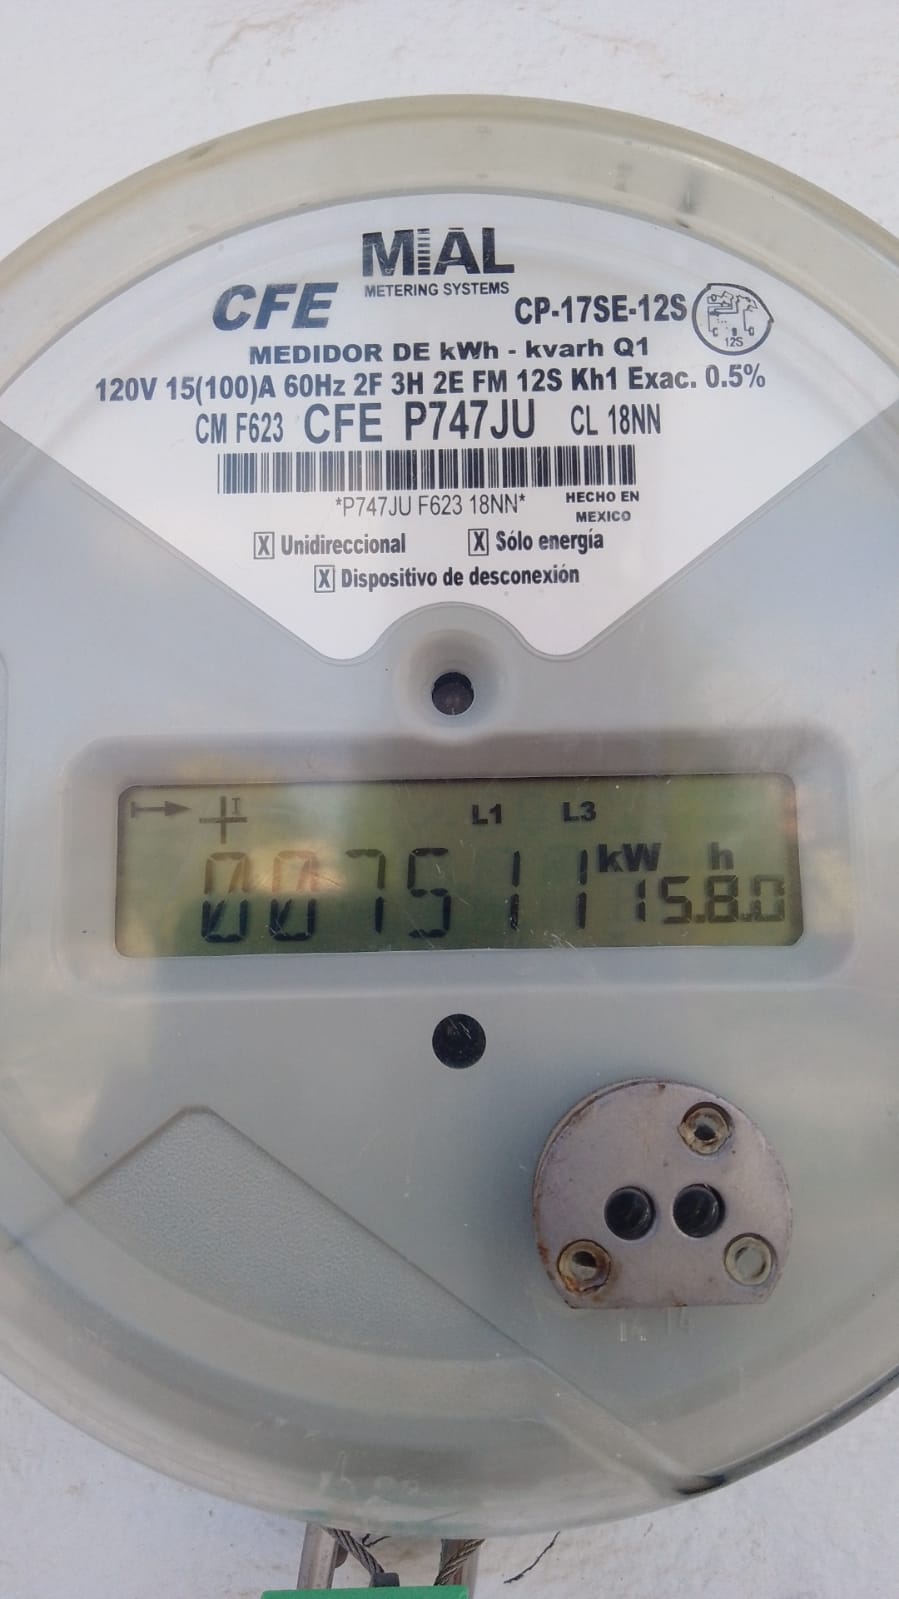 MIAL
METERING SYSTEMS
CFE
CP-17SE-12S
12S
MEDIDOR DE kWh - kvarh Q1
120V 15(100)A 60Hz 2F 3H 2E FM 12S Kh1 Exac. 0.5%
CM F623 CFE P747JU CL 18NN
*P747JU F623 18NN*
HECHO EN
MEXICO
X Unidireccional X Sólo energía
X Dispositivo de desconexión
I L1 L3
007511 kW h 15.8.0
14 14